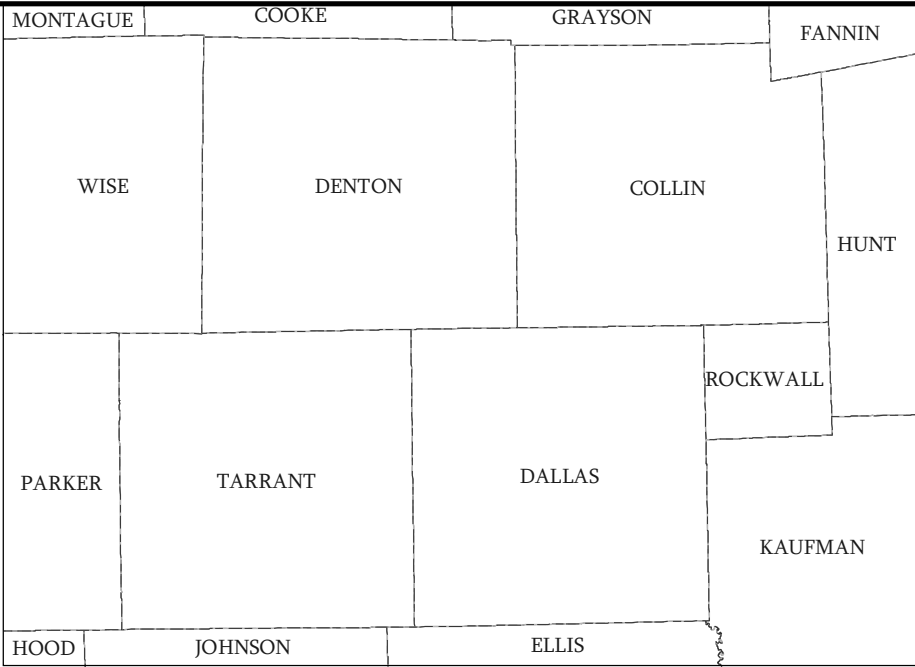 MONTAGUE
COOKE
GRAYSON
FANNIN
WISE
DENTON
COLLIN
HUNT
ROCKWALL
PARKER
TARRANT
DALLAS
KAUFMAN
HOOD
JOHNSON
ELLIS